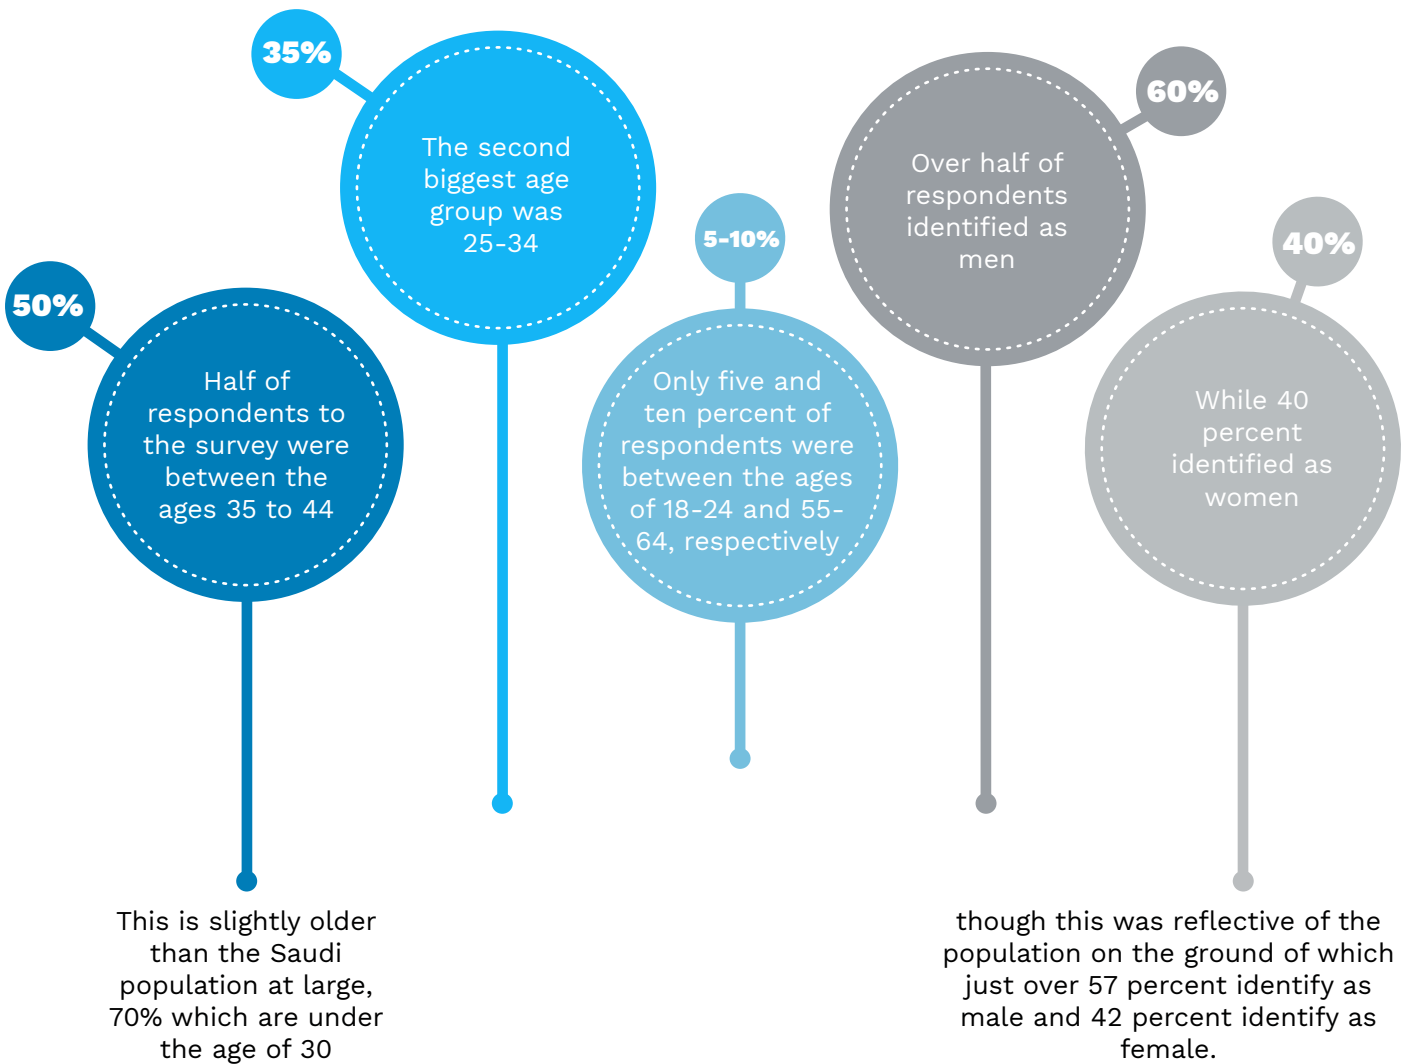 50%
Half of
respondents to
the survey were
between the
ages 35 to 44
This is slightly older
than the Saudi
population at large,
70% which are under
the age of 30
35%
The second
biggest age
group was
25-34
5-10%
Only five and
ten percent of
respondents were
between the ages
of 18-24 and 55-
64, respectively
60%
Over half of
respondents
identified as
men
40%
While 40
percent
identified as
women
though this was reflective of the
population on the ground of which
just over 57 percent identify as
male and 42 percent identify as
female.